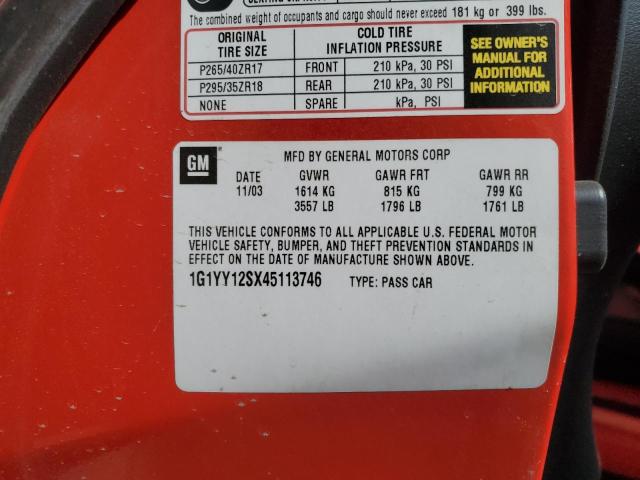 The combined weight of occupants and cargo should never exceed 181 kg or 399 lbs.
ORIGINAL TIRE SIZE
COLD TIRE INFLATION PRESSURE
P265/40ZR17 FRONT 210 kPa, 30 PSI
P295/35ZR18 REAR 210 kPa, 30 PSI
NONE SPARE kPa, PSI
SEE OWNER'S
MANUAL FOR
ADDITIONAL
INFORMATION
GM
MFD BY GENERAL MOTORS CORP
DATE GVWR GAWR FRT GAWR RR
11/03 1614 KG 815 KG 799 KG
3557 LB 1796 LB 1761 LB
THIS VEHICLE CONFORMS TO ALL APPLICABLE U.S. FEDERAL MOTOR
VEHICLE SAFETY, BUMPER, AND THEFT PREVENTION STANDARDS IN
EFFECT ON THE DATE OF MANUFACTURE SHOWN ABOVE.
1G1YY12SX45113746 TYPE: PASS CAR